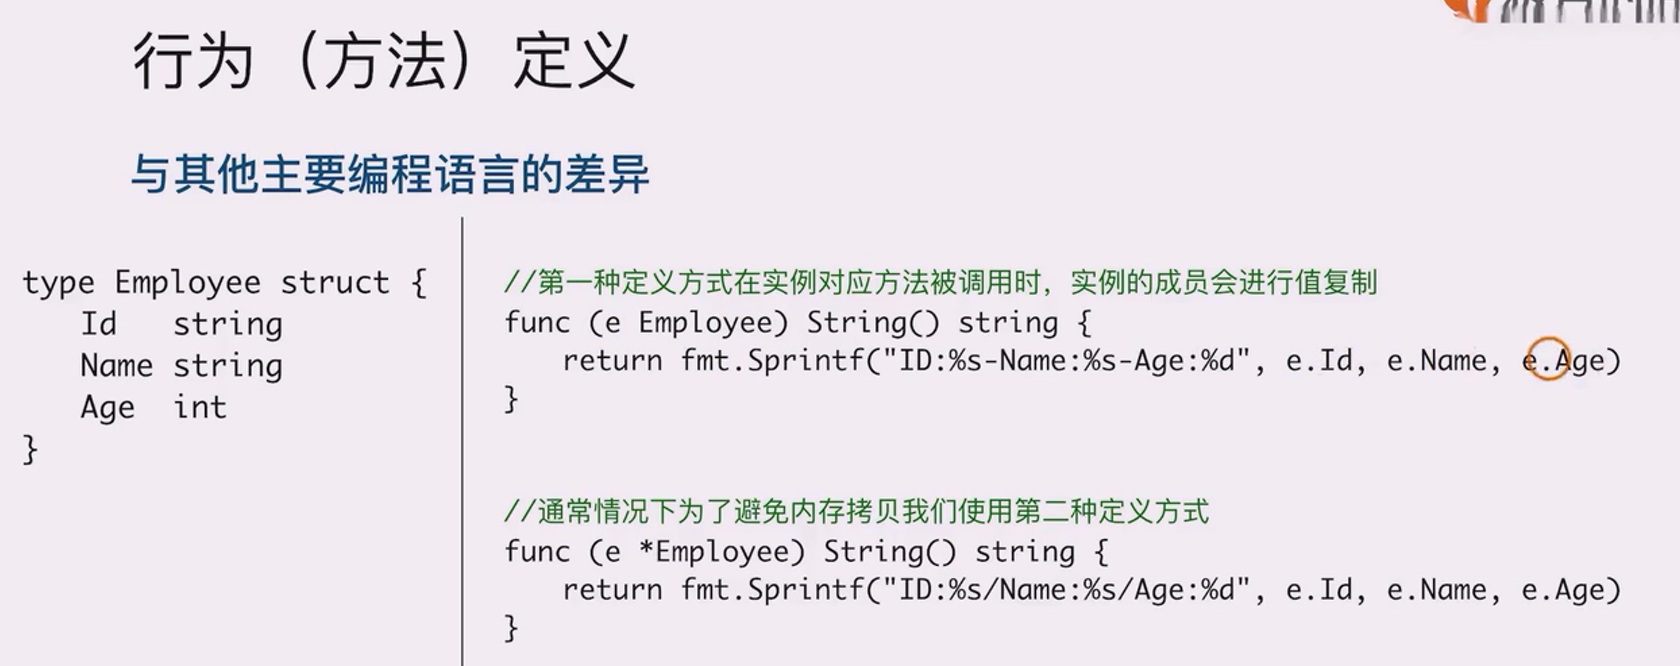 行为（方法）定义
与其他主要编程语言的差异
type Employee struct {
    Id   string
    Name string
    Age  int
}
//第一种定义方式在实例对应方法被调用时，实例的成员会进行值复制
func (e Employee) String() string {
    return fmt.Sprintf("ID:%s-Name:%s-Age:%d", e.Id, e.Name, e.Age)
}
//通常情况下为了避免内存拷贝我们使用第二种定义方式
func (e *Employee) String() string {
    return fmt.Sprintf("ID:%s/Name:%s/Age:%d", e.Id, e.Name, e.Age)
}